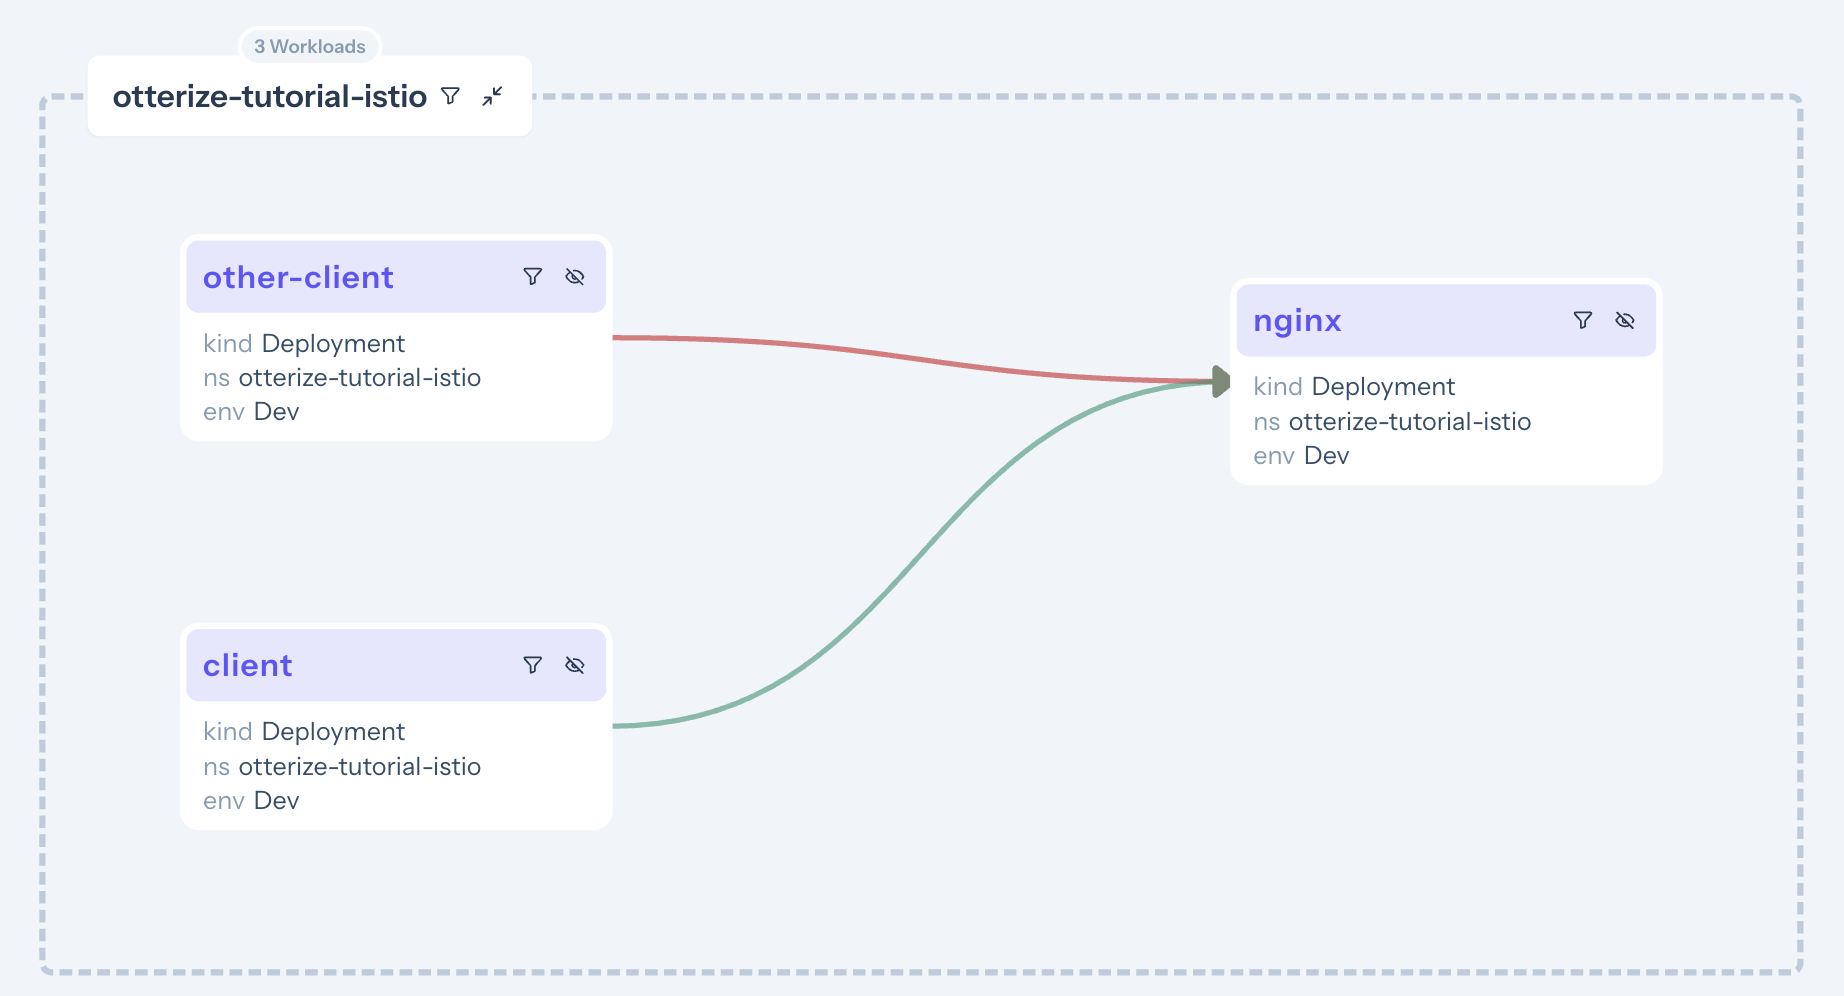 3 Workloads
otterize-tutorial-istio
other-client
kind Deployment
ns otterize-tutorial-istio
env Dev
nginx
kind Deployment
ns otterize-tutorial-istio
env Dev
client
kind Deployment
ns otterize-tutorial-istio
env Dev